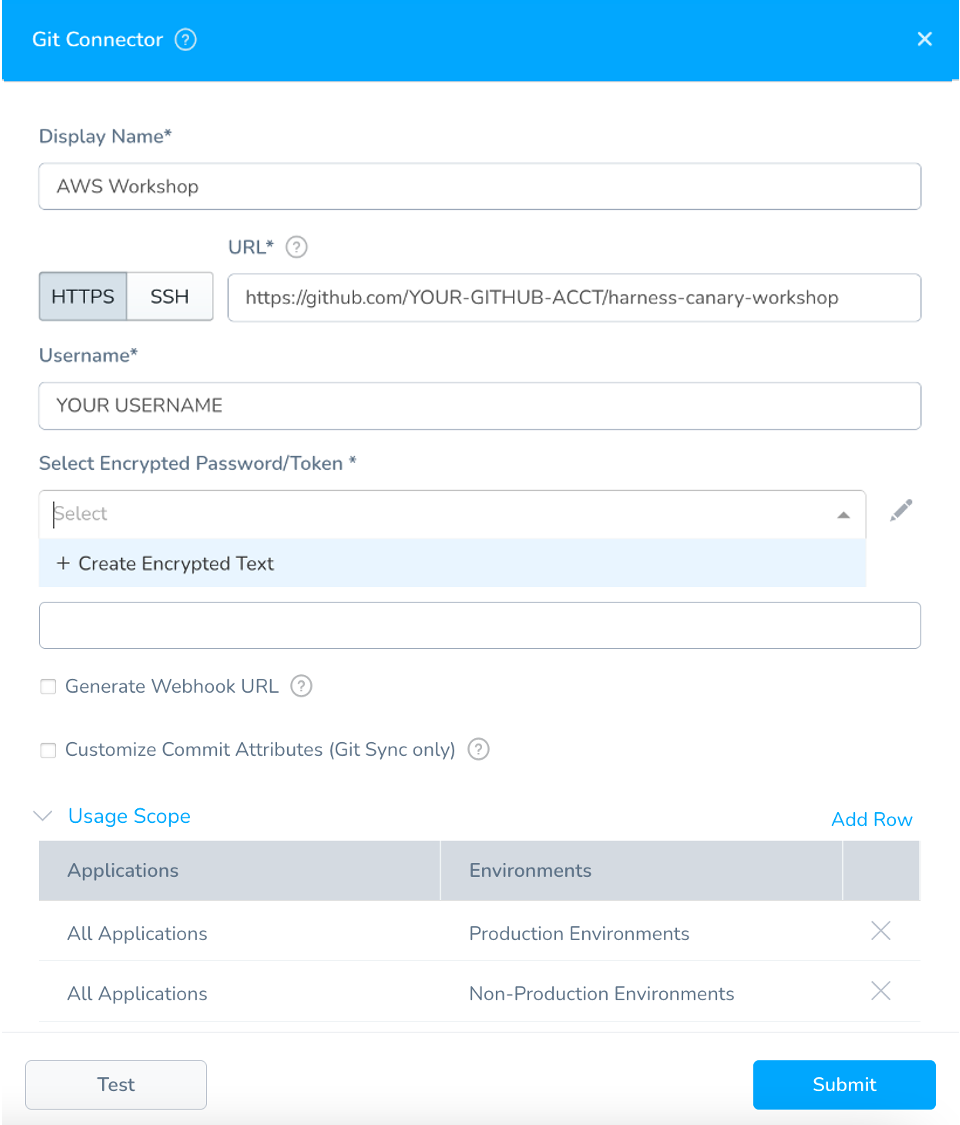 Git Connector ?
Display Name*
AWS Workshop
URL* ?
HTTPS SSH https://github.com/YOUR-GITHUB-ACCT/harness-canary-workshop
Username*
YOUR USERNAME
Select Encrypted Password/Token *
Select
+ Create Encrypted Text
Generate Webhook URL ?
Customize Commit Attributes (Git Sync only) ?
Usage Scope Add Row
Applications Environments
All Applications Production Environments
All Applications Non-Production Environments
Test Submit